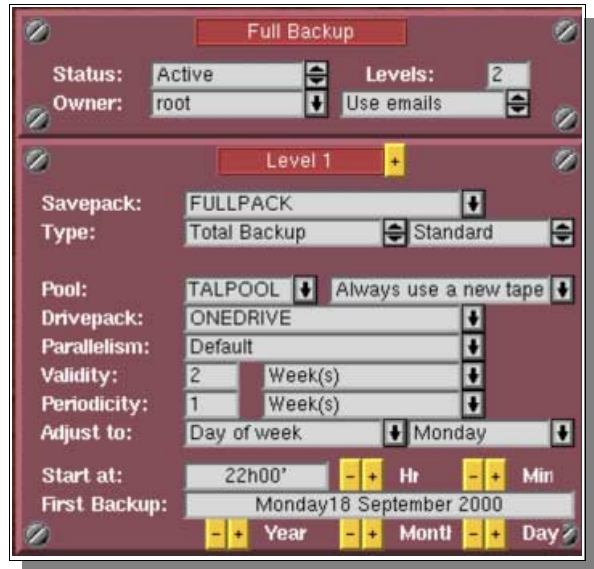 Full Backup
Status: Active Levels: 2
Owner: root Use emails
Level 1 +
Savepack: FULLPACK
Type: Total Backup Standard
Pool: TALPOOL Always use a new tape
Drivepack: ONEDRIVE
Parallelism: Default
Validity: 2 Week(s)
Periodicity: 1 Week(s)
Adjust to: Day of week Monday
Start at: 22h00' - + Hr - + Min
First Backup: Monday18 September 2000
- + Year - + Montl - + Day